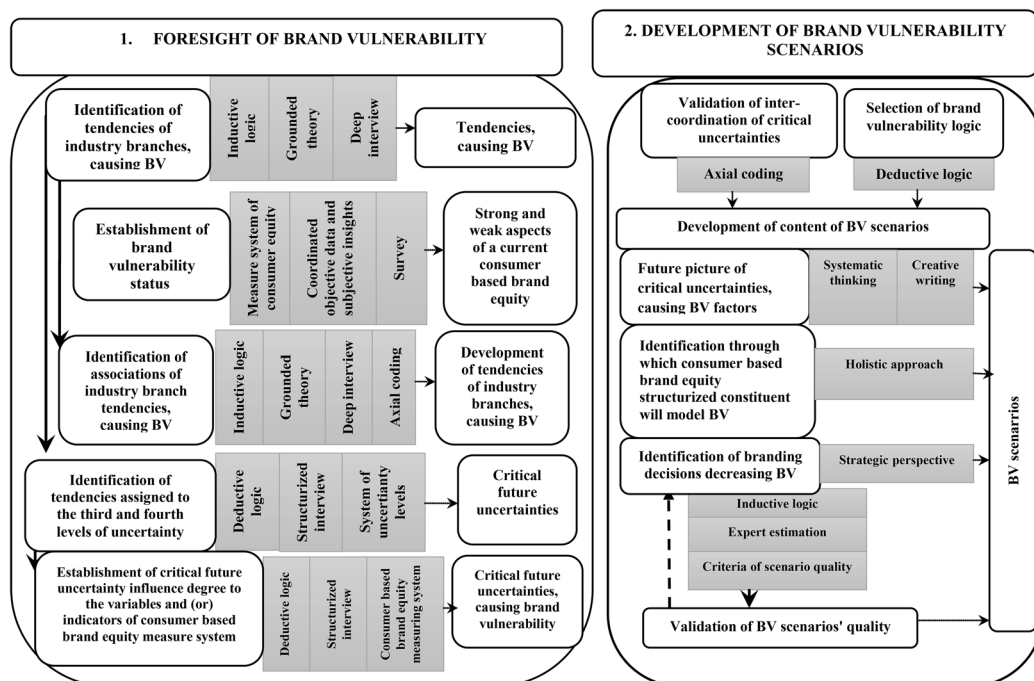 1. FORESIGHT OF BRAND VULNERABILITY
Identification of
tendencies of
industry branches,
causing BV
Inductive logic
Grounded
theory
Deep
interview
Tendencies,
causing BV
Establishment of
brand
vulnerability
status
Measure system of
consumer equity
Coordinated
objective data and
subjective insights
Survey
Strong and
weak aspects
of a current
consumer
based brand
equity
Identification of
associations of
industry branch
tendencies,
causing BV
Inductive logic
Grounded
theory
Deep interview
Axial coding
Development
of tendencies
of industry
branches,
causing BV
Identification of
tendencies assigned to
the third and fourth
levels of uncertainty
Deductive
logic
Structurized
interview
System of
uncertianty
levels
Critical
future
uncertainties
Establishment of critical future
uncertainty influence degree to
the variables and (or)
indicators of consumer based
brand equity measure system
Deductive logic
Structurized
interview
Consumer based
brand equity
measuring system
Critical future
uncertainties,
causing brand
vulnerability
2. DEVELOPMENT OF BRAND VULNERABILITY
SCENARIOS
Validation of inter-
coordination of critical
uncertainties
Selection of brand
vulnerability logic
Axial coding
Deductive logic
Development of content of BV scenarios
Future picture of
critical uncertainties,
causing BV factors
Systematic
thinking
Creative
writing
Identification through
which consumer based
brand equity
structurized constituent
will model BV
Holistic approach
Identification of branding
decisions decreasing BV
Strategic perspective
Inductive logic
Expert estimation
Criteria of scenario quality
Validation of BV scenarios' quality
BV scenarrios